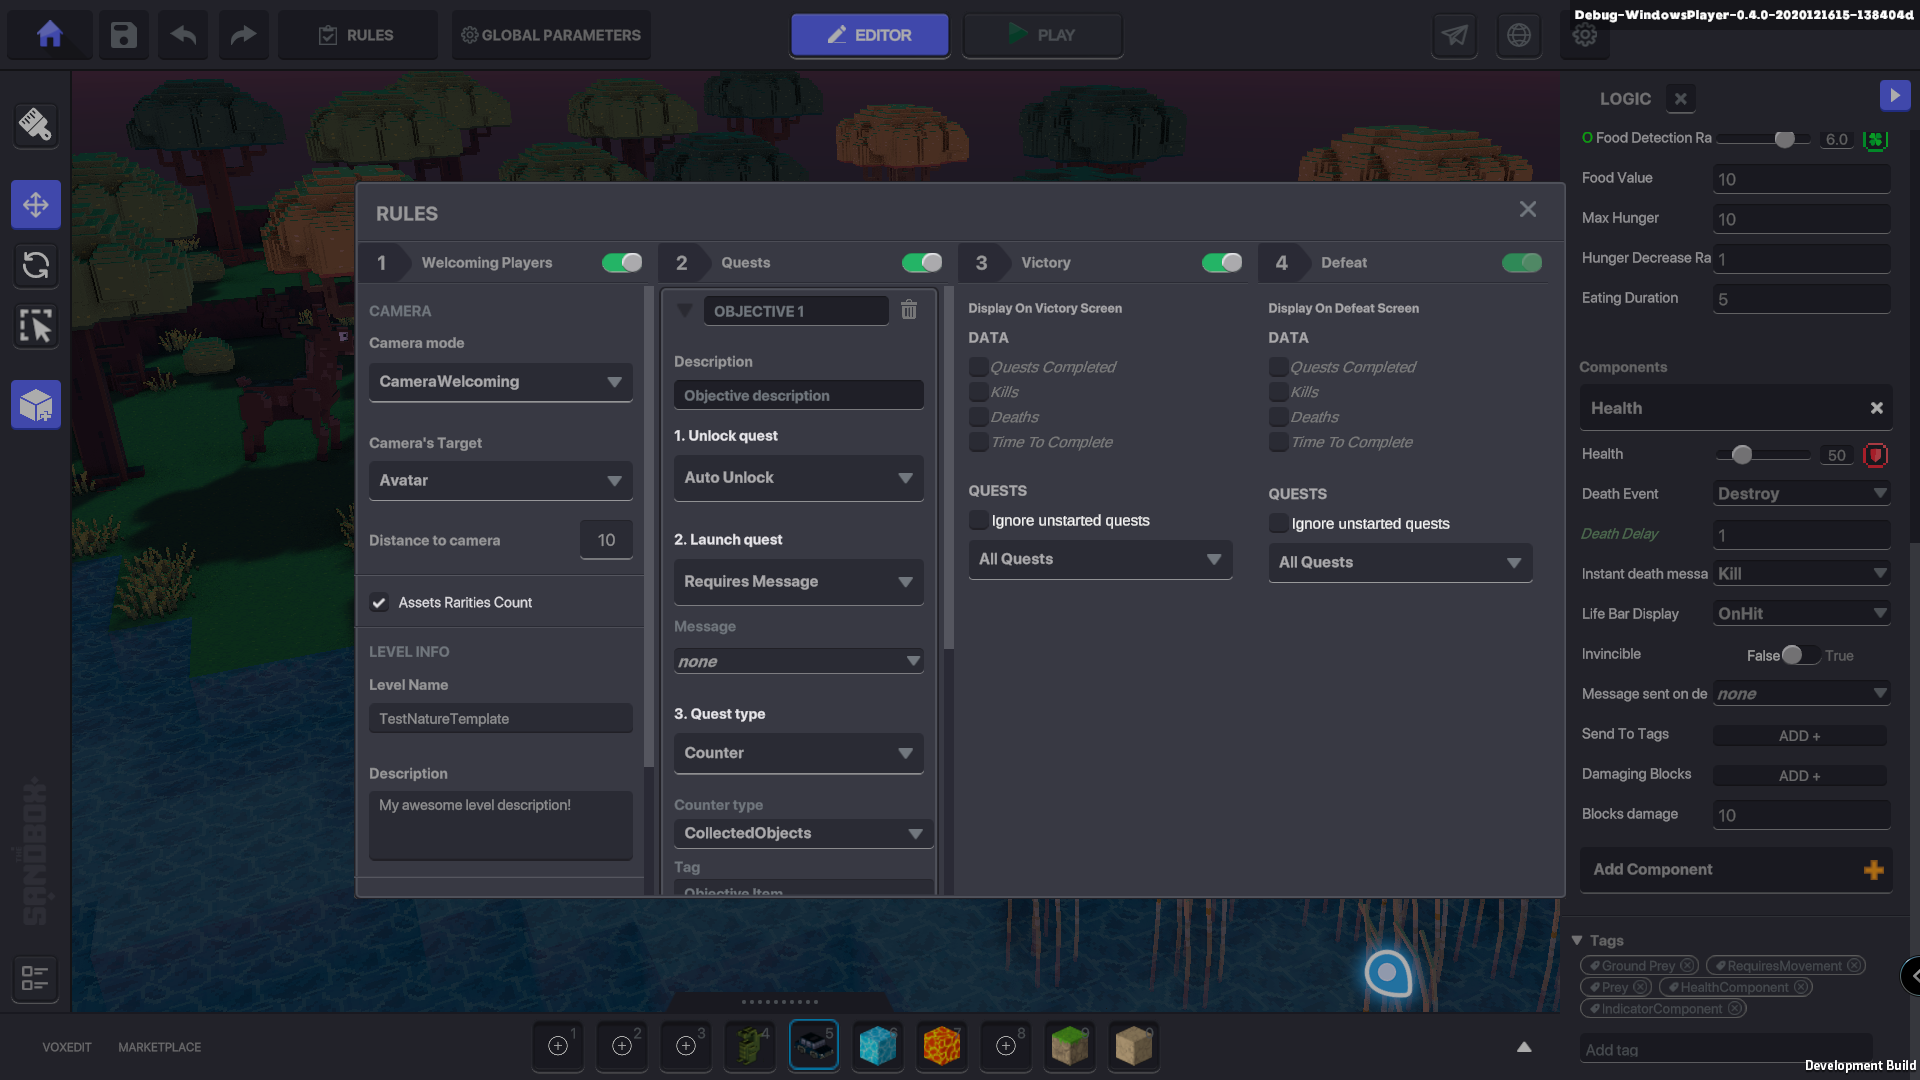 Debug-WindowsPlayer-0.4.0-2020121615-138404d
RULES
GLOBAL PARAMETERS
EDITOR
PLAY
LOGIC
O Food Detection Ra
6.0
Food Value
10
Max Hunger
10
Hunger Decrease Ra
1
Eating Duration
5
RULES
1
Welcoming Players
2
Quests
3
Victory
4
Defeat
CAMERA
Camera mode
CameraWelcoming
Camera's Target
Avatar
Distance to camera
10
Assets Rarities Count
LEVEL INFO
Level Name
TestNatureTemplate
Description
My awesome level description!
OBJECTIVE 1
Description
Objective description
1. Unlock quest
Auto Unlock
2. Launch quest
Requires Message
Message
none
3. Quest type
Counter
Counter type
CollectedObjects
Tag
Objective Item
Display On Victory Screen
DATA
Quests Completed
Kills
Deaths
Time To Complete
QUESTS
Ignore unstarted quests
All Quests
Display On Defeat Screen
DATA
Quests Completed
Kills
Deaths
Time To Complete
QUESTS
Ignore unstarted quests
All Quests
Components
Health
Health
50
Death Event
Destroy
Death Delay
1
Instant death messa
Kill
Life Bar Display
OnHit
Invincible
False
True
Message sent on de
none
Send To Tags
ADD +
Damaging Blocks
ADD +
Blocks damage
10
Add Component
Tags
Ground Prey
RequiresMovement
Prey
HealthComponent
IndicatorComponent
Add tag
THE SANDBOX
VOXEDIT
MARKETPLACE
1
2
3
4
5
6
7
8
9
0
Development Build